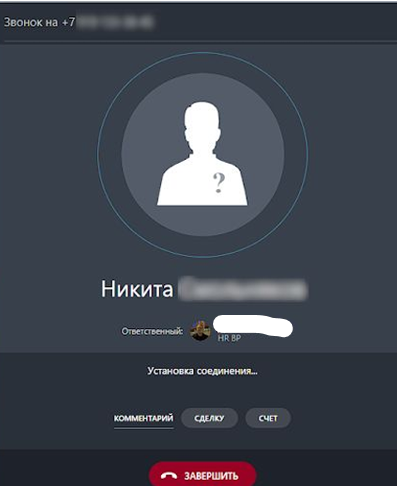 Звонок на +7
?
Никита
Ответственный:
HR BP
Установка соединения...
КОММЕНТАРИЙ СДЕЛКУ СЧЕТ
ЗАВЕРШИТЬ